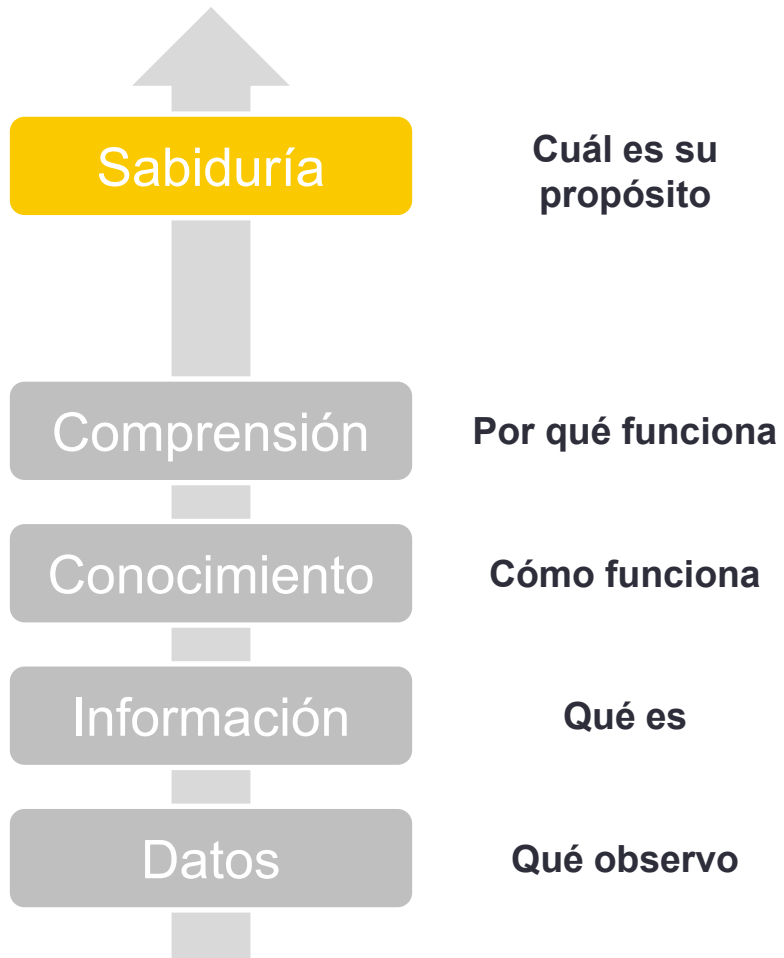 Sabiduría
Cuál es su
propósito
Comprensión
Por qué funciona
Conocimiento
Cómo funciona
Información
Qué es
Datos
Qué observo